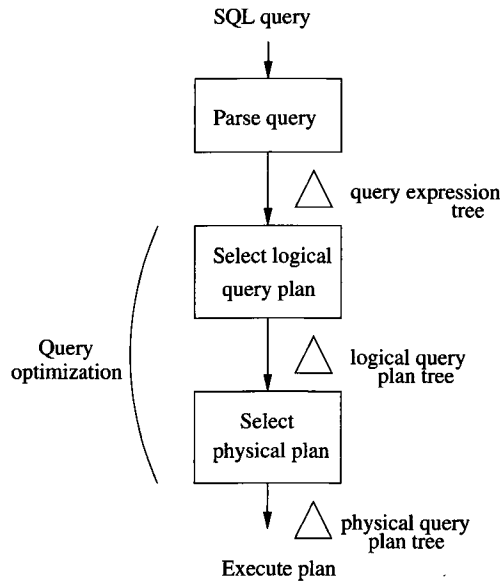 SQL query
Parse query
query expression
tree
Select logical
query plan
Query
optimization
logical query
plan tree
Select
physical plan
physical query
plan tree
Execute plan